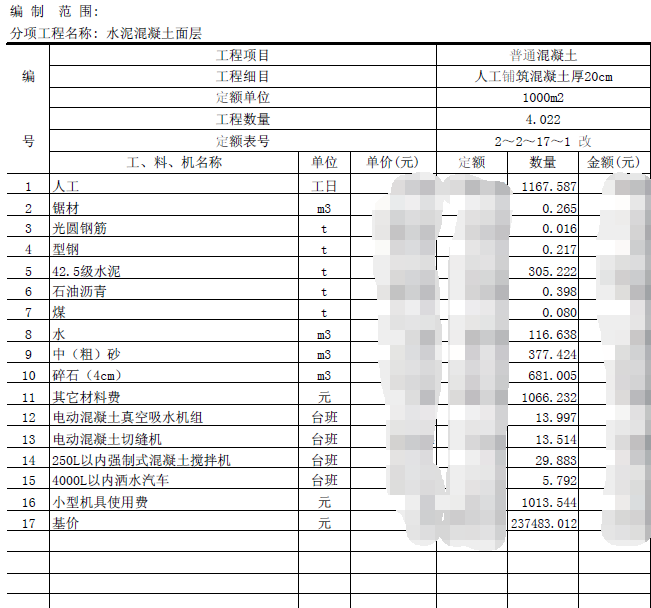 编 制 范 围:
分项工程名称: 水泥混凝土面层
编 号
工程项目 普通混凝土
工程细目 人工铺筑混凝土厚20cm
定额单位 1000m2
工程数量 4.022
定额表号 2～2～17～1 改
工、料、机名称 单位 单价(元) 定额 数量 金额(元)
1 人工 工日 1167.587
2 锯材 m3 0.265
3 光圆钢筋 t 0.016
4 型钢 t 0.217
5 42.5级水泥 t 305.222
6 石油沥青 t 0.398
7 煤 t 0.080
8 水 m3 116.638
9 中（粗）砂 m3 377.424
10 碎石（4cm） m3 681.005
11 其它材料费 元 1066.232
12 电动混凝土真空吸水机组 台班 13.997
13 电动混凝土切缝机 台班 13.514
14 250L以内强制式混凝土搅拌机 台班 29.883
15 4000L以内洒水汽车 台班 5.792
16 小型机具使用费 元 1013.544
17 基价 元 237483.012